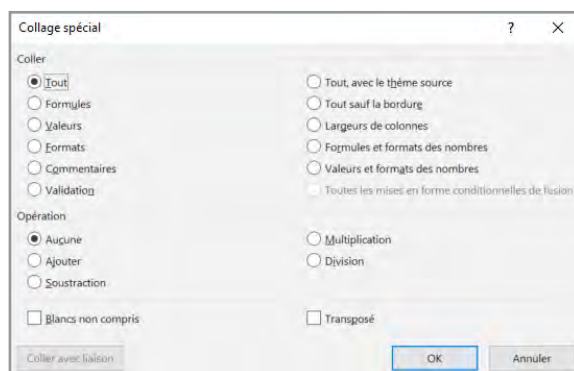 Collage spécial
? ×
Coller
Tout
Tout, avec le thème source
Formules
Tout sauf la bordure
Valeurs
Largeurs de colonnes
Formats
Formules et formats des nombres
Commentaires
Valeurs et formats des nombres
Validation
Toutes les mises en forme conditionnelles de fusion
Opération
Aucune
Multiplication
Ajouter
Division
Soustraction
Blancs non compris
Transposé
Coller avec liaison
OK
Annuler